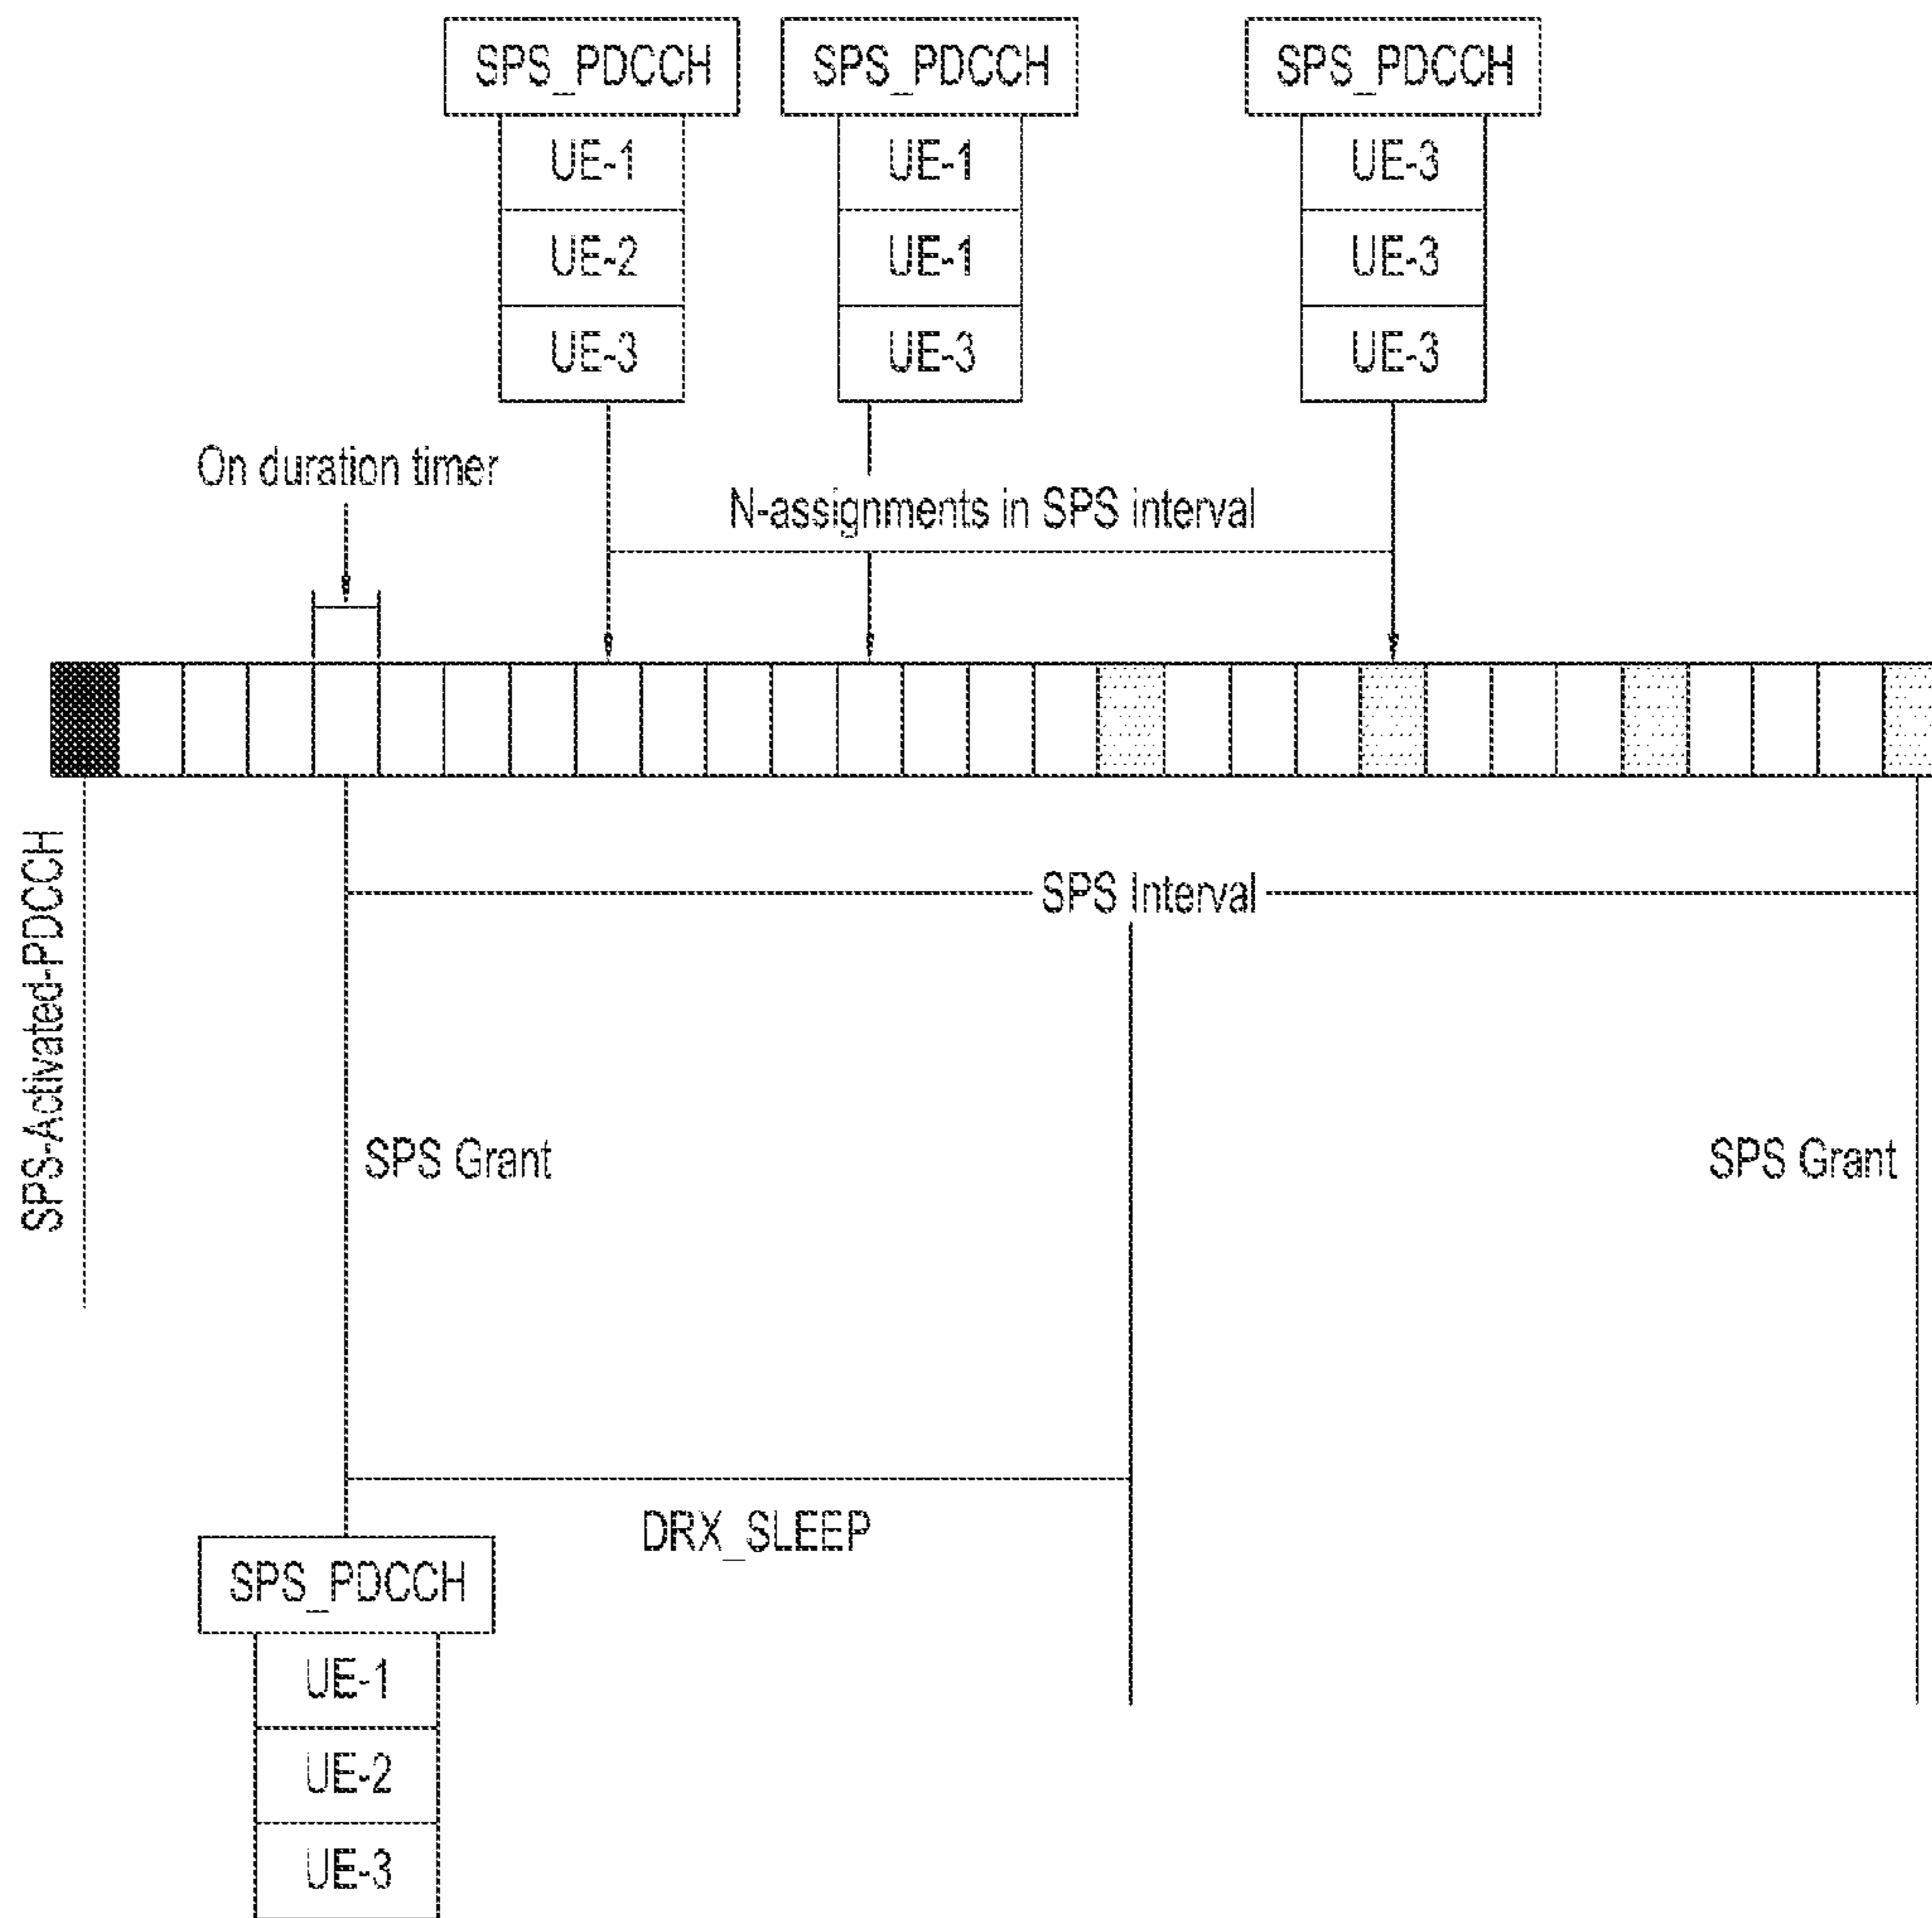 SPS_PDCCH
UE-1
UE-2
UE-3
SPS_PDCCH
UE-1
UE-1
UE-3
SPS_PDCCH
UE-3
UE-3
UE-3
On duration timer
N-assignments in SPS interval
SPS-Activated-PDCCH
SPS Interval
SPS Grant
SPS Grant
DRX_SLEEP
SPS_PDCCH
UE-1
UE-2
UE-3